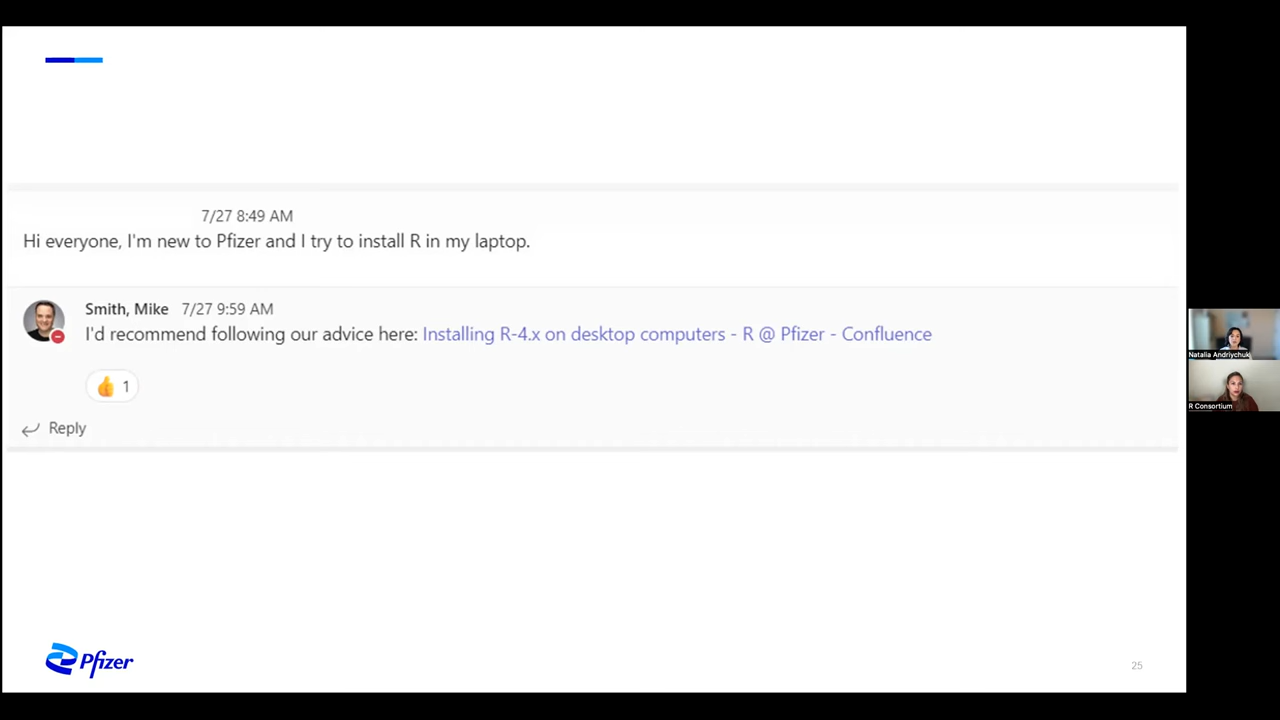 7/27 8:49 AM
Hi everyone, I'm new to Pfizer and I try to install R in my laptop.
Smith, Mike 7/27 9:59 AM
I'd recommend following our advice here: Installing R-4.x on desktop computers - R @ Pfizer - Confluence
👍 1
Reply
Natalia Andriychuk
R Consortium
Pfizer
25